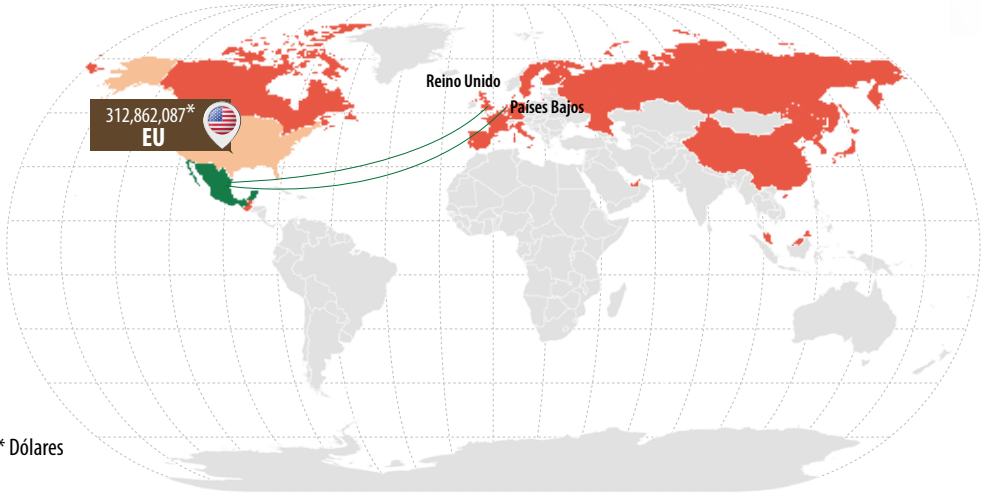 Reino Unido
Países Bajos
312,862,087*
EU
* Dólares